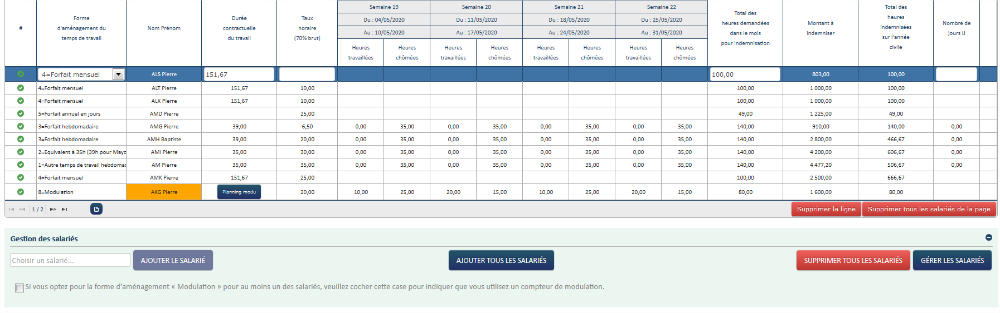 #
Forme
d'aménagement du
temps de travail
Nom Prénom
Durée
contractuelle
du travail
Taux
horaire
(70% brut)
Semaine 19 Semaine 20 Semaine 21 Semaine 22
Du : 04/05/2020 Du : 11/05/2020 Du : 18/05/2020 Du : 25/05/2020
Au : 10/05/2020 Au : 17/05/2020 Au : 24/05/2020 Au : 31/05/2020
Heures travaillées Heures chômées Heures travaillées Heures chômées Heures travaillées Heures chômées Heures travaillées Heures chômées
Total des
heures demandées
dans le mois
pour indemnisation
Montant à
indemniser
Total des
heures
indemnisées
sur l'année
civile
Nombre de
jours IJ
4=Forfait mensuel ALS Pierre 151,67 100,00 803,00 100,00
4=Forfait mensuel ALT Pierre 151,67 10,00 100,00 1 000,00 100,00
4=Forfait mensuel ALX Pierre 151,67 10,00 100,00 1 000,00 100,00
5=Forfait annuel en jours AMD Pierre 25,00 49,00 1 225,00 49,00
3=Forfait hebdomadaire AMG Pierre 39,00 6,50 0,00 35,00 0,00 35,00 0,00 35,00 0,00 35,00 140,00 910,00 140,00 0,00
3=Forfait hebdomadaire AMH Baptiste 39,00 20,00 0,00 35,00 0,00 35,00 0,00 35,00 0,00 35,00 140,00 2 800,00 466,67 0,00
2=Equivalent à 35h (39h pour Mayo AMI Pierre 35,00 30,00 0,00 35,00 0,00 35,00 0,00 35,00 0,00 35,00 140,00 4 200,00 606,67 0,00
1=Autre temps de travail hebdomad AM Pierre 35,00 35,00 0,00 35,00 0,00 35,00 0,00 35,00 0,00 35,00 140,00 4 477,20 506,67 0,00
4=Forfait mensuel AMK Pierre 151,67 25,00 100,00 2 500,00 666,67
8=Modulation AKG Pierre Planning modu 20,00 10,00 25,00 20,00 15,00 10,00 25,00 20,00 15,00 80,00 1 600,00 80,00
1 / 2 Supprimer la ligne Supprimer tous les salariés de la page
Gestion des salariés
Choisir un salarié... AJOUTER LE SALARIÉ AJOUTER TOUS LES SALARIÉS SUPPRIMER TOUS LES SALARIÉS GÉRER LES SALARIÉS
Si vous optez pour la forme d'aménagement « Modulation » pour au moins un des salariés, veuillez cocher cette case pour indiquer que vous utilisez un compteur de modulation.